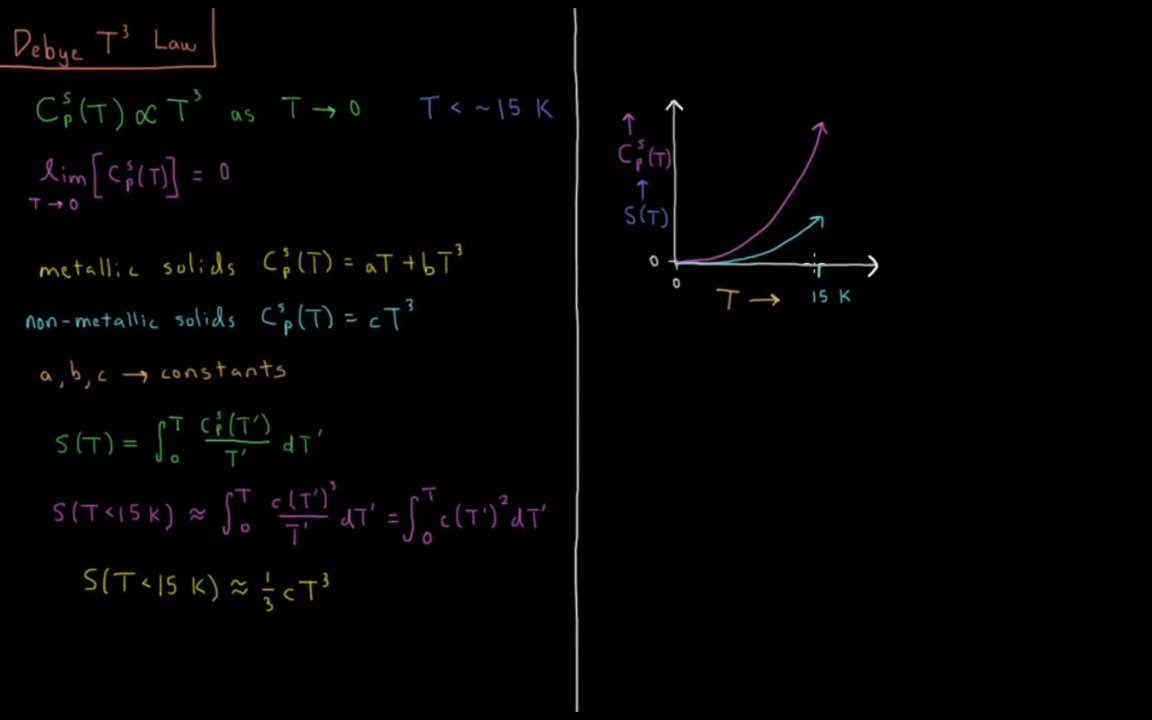 Debye T³ Law
Cₚˢ(T) ∝ T³ as T → 0 T < ~15 K
lim [Cₚˢ(T)] = 0
T → 0
metallic solids Cₚˢ(T) = aT + bT³
non-metallic solids Cₚˢ(T) = cT³
a, b, c → constants
S(T) = ∫₀ᵀ Cₚˢ(T′)/T′ dT′
S(T<15 K) ≈ ∫₀ᵀ c(T′)³/T′ dT′ = ∫₀ᵀ c(T′)² dT′
S(T<15 K) ≈ 1/3 cT³
↑
Cₚˢ(T)
↑
S(T)
0
0
T → 15 K